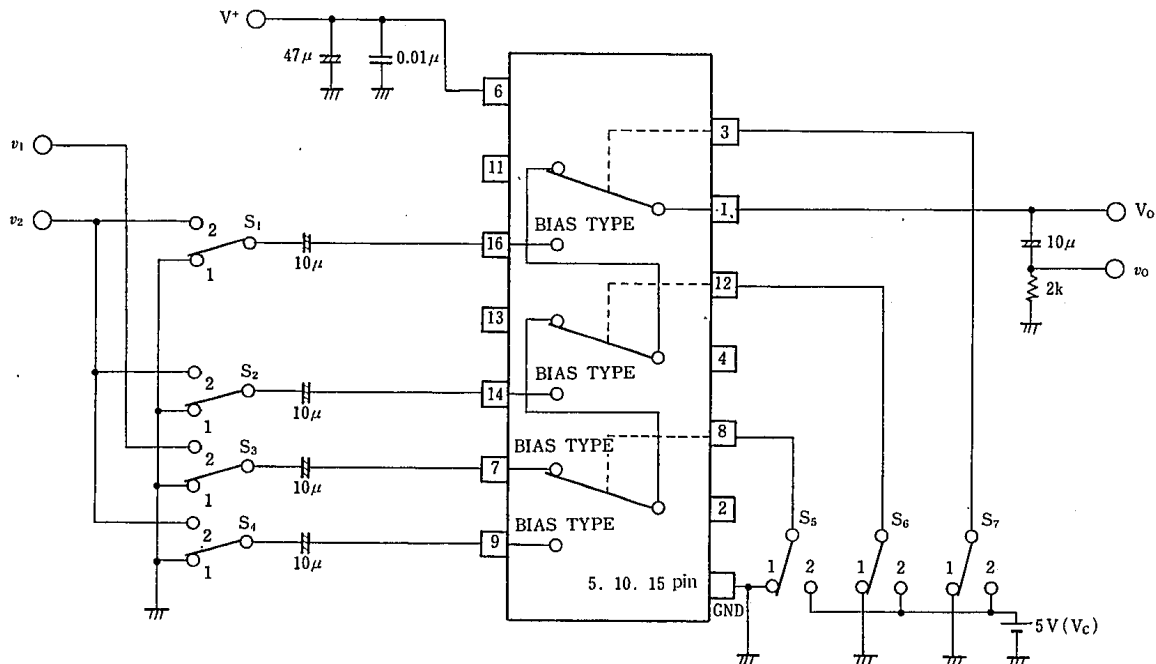 V⁺
47μ
0.01μ
6
3
v₁
11
1
V₀
v₂
2
S₁
BIAS TYPE
10μ
1
10μ
16
v₀
12
2k
13
2
S₂
BIAS TYPE
4
1
10μ
14
8
BIAS TYPE
2
S₃
7
1
10μ
2
2
S₄
BIAS TYPE
S₅
S₆
S₇
1
10μ
9
5. 10. 15 pin
1
2
1
2
1
2
GND
5V(Vc)